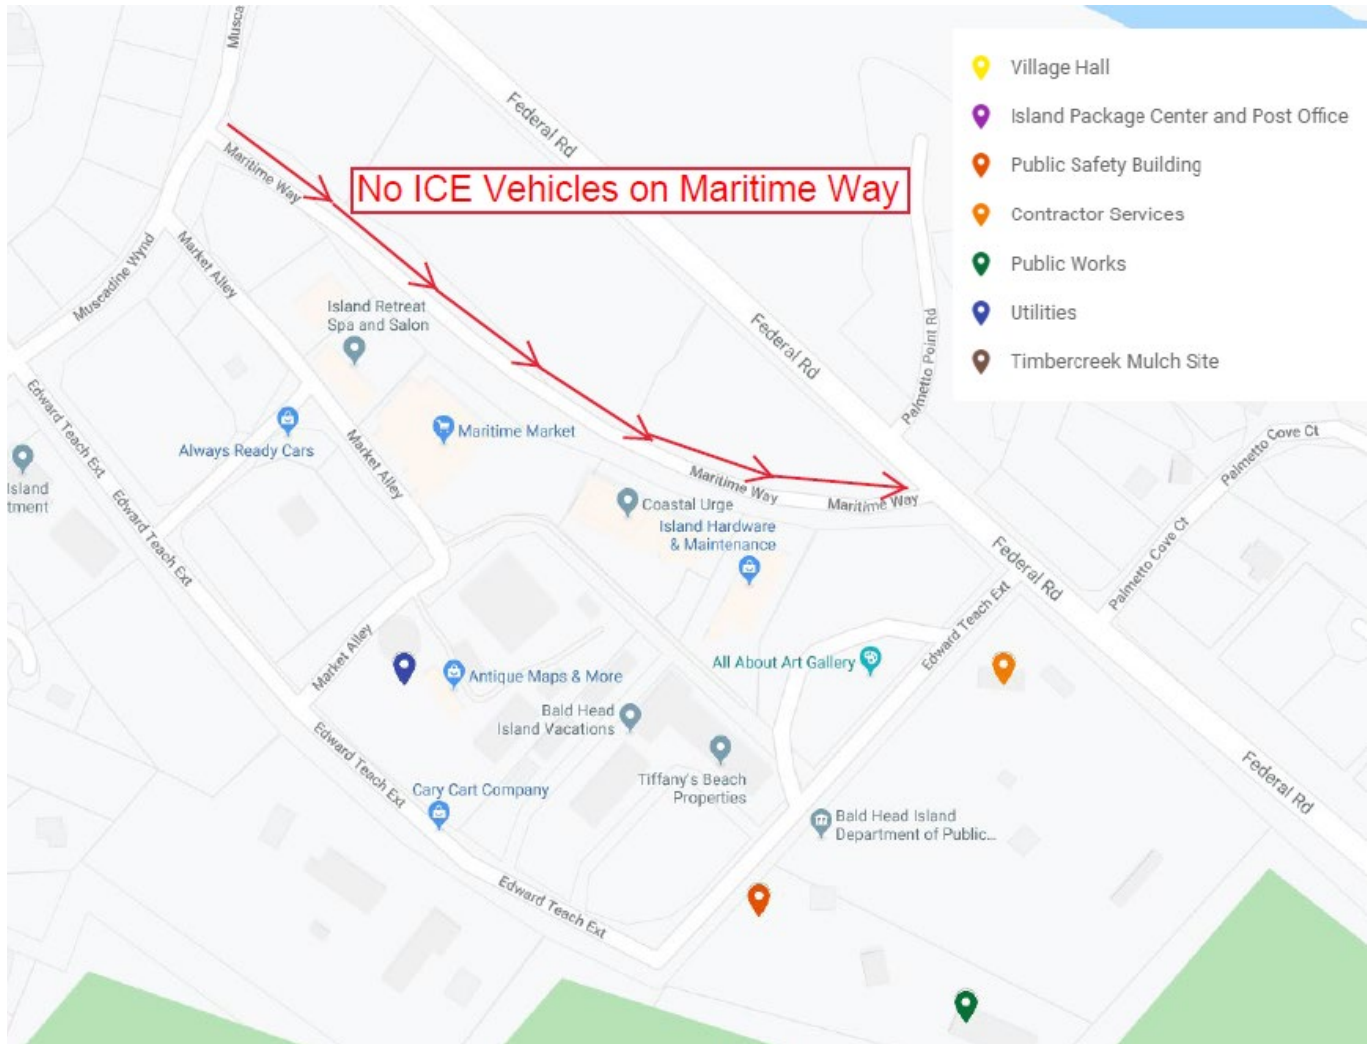 Musca
Federal Rd
Village Hall
Island Package Center and Post Office
Public Safety Building
Contractor Services
Public Works
Utilities
Timbercreek Mulch Site
Maritime Way
No ICE Vehicles on Maritime Way
Muscadine Wynd
Market Alley
Island Retreat
Spa and Salon
Federal Rd
Palmetto Point Rd
Edward Teach Ext
Always Ready Cars
Maritime Market
Market Alley
Palmetto Cove Ct
Island
tment
Edward Teach Ext
Maritime Way
Maritime Way
Coastal Urge
Island Hardware
& Maintenance
Federal Rd
Palmetto Cove Ct
Edward Teach Ext
Market Alley
Antique Maps & More
All About Art Gallery
Bald Head
Island Vacations
Edward Teach Ext
Cary Cart Company
Tiffany's Beach
Properties
Federal Rd
Bald Head Island
Department of Public...
Edward Teach Ext